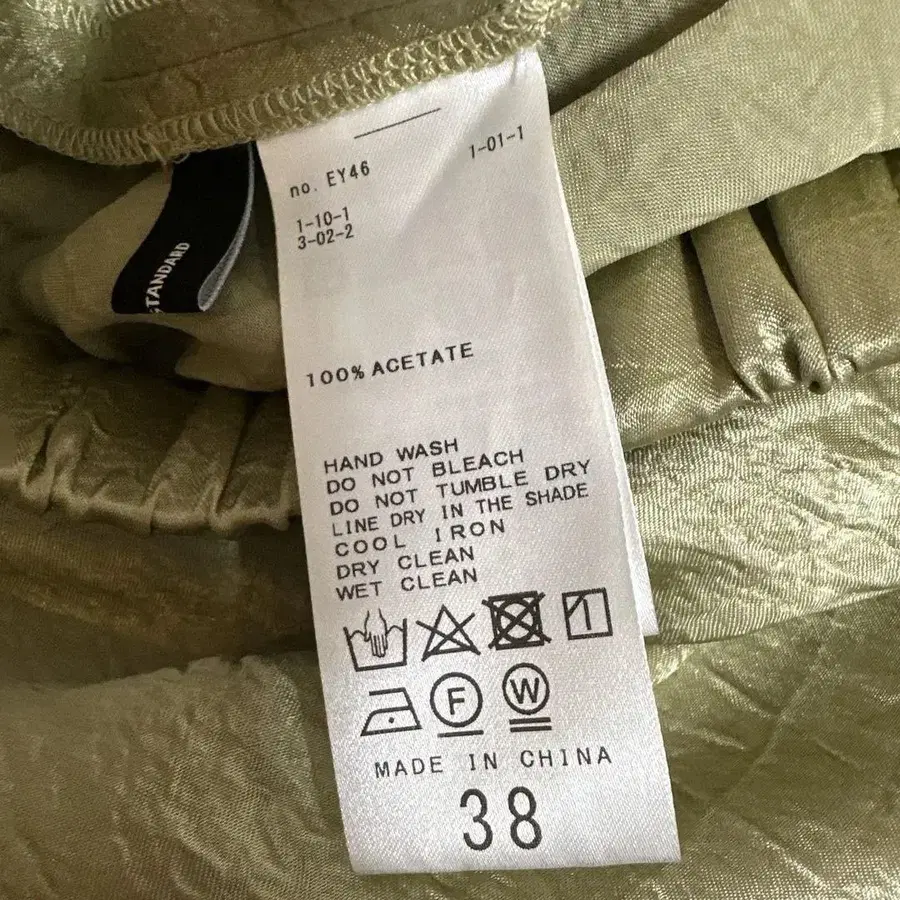 no. EY46
1-01-1
1-10-1
3-02-2
STANDARD
100% ACETATE
HAND WASH
DO NOT BLEACH
DO NOT TUMBLE DRY
LINE DRY IN THE SHADE
COOL IRON
DRY CLEAN
WET CLEAN
F
W
MADE IN CHINA
38